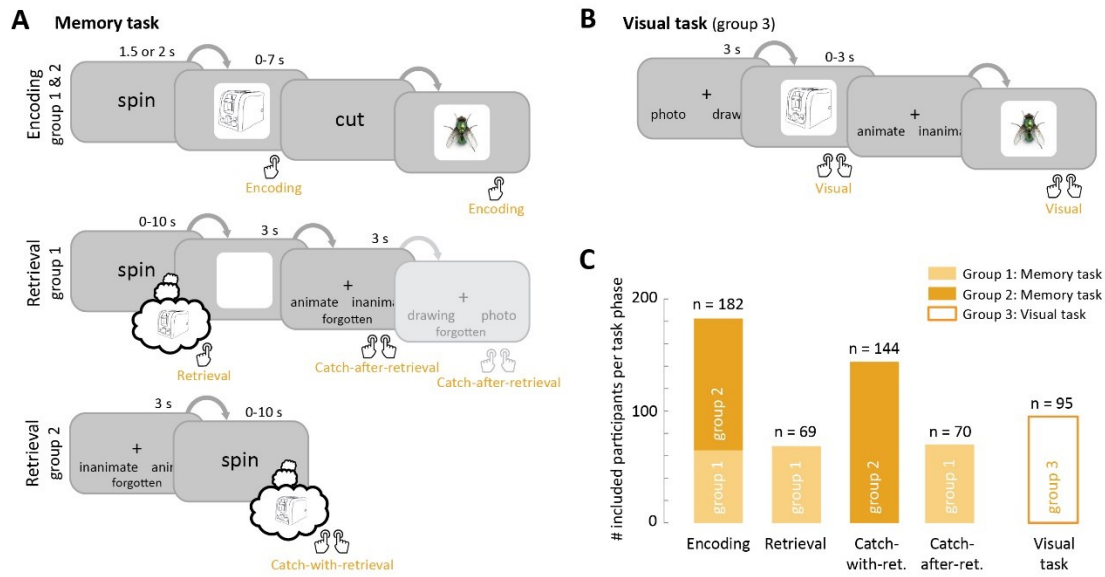 A Memory task
Encoding
group 1 & 2
1.5 or 2 s
0-7 s
spin
cut
Encoding
Encoding
Retrieval
group 1
0-10 s
3 s
3 s
spin
+
animate inanima
forgotten
+
drawing photo
forgotten
Retrieval
Catch-after-retrieval
Catch-after-retrieval
Retrieval
group 2
3 s
0-10 s
+
inanimate anir
forgotten
spin
Catch-with-retrieval
B Visual task (group 3)
3 s
0-3 s
+
photo draw
+
animate inanima
Visual
Visual
C
Group 1: Memory task
Group 2: Memory task
Group 3: Visual task
# included participants per task phase
200
100
0
n = 182
n = 69
n = 144
n = 70
n = 95
group 2
group 1
group 1
group 2
group 1
group 3
Encoding
Retrieval
Catch-
with-ret.
Catch-
after-ret.
Visual
task